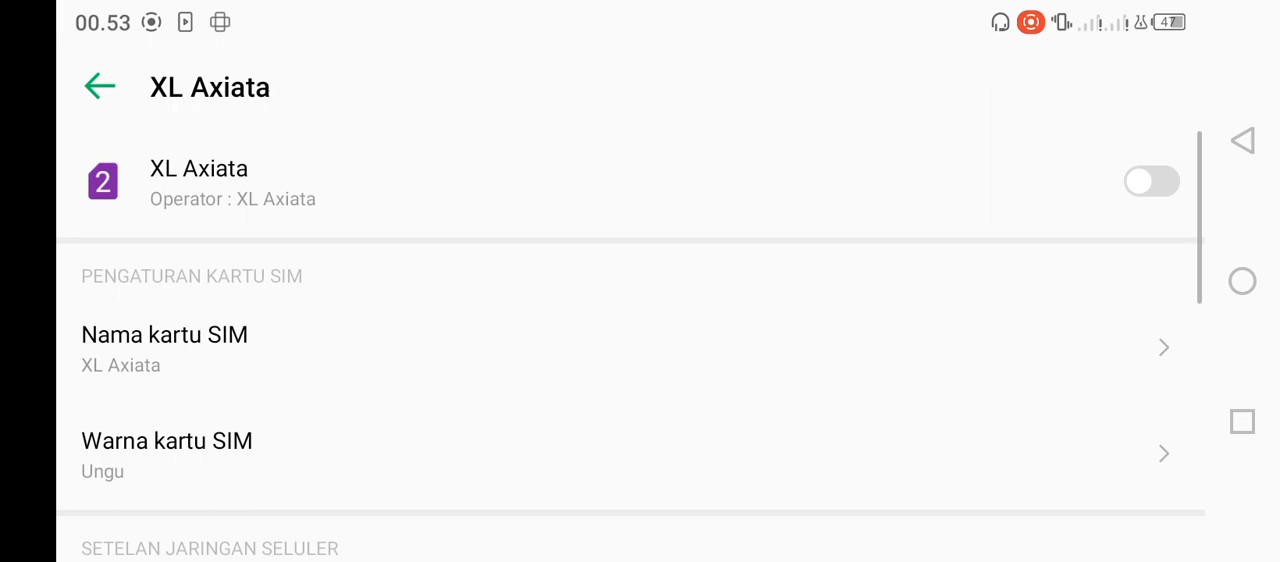 00.53
47
XL Axiata
2
XL Axiata
Operator : XL Axiata
PENGATURAN KARTU SIM
Nama kartu SIM
XL Axiata
Warna kartu SIM
Ungu
SETELAN JARINGAN SELULER